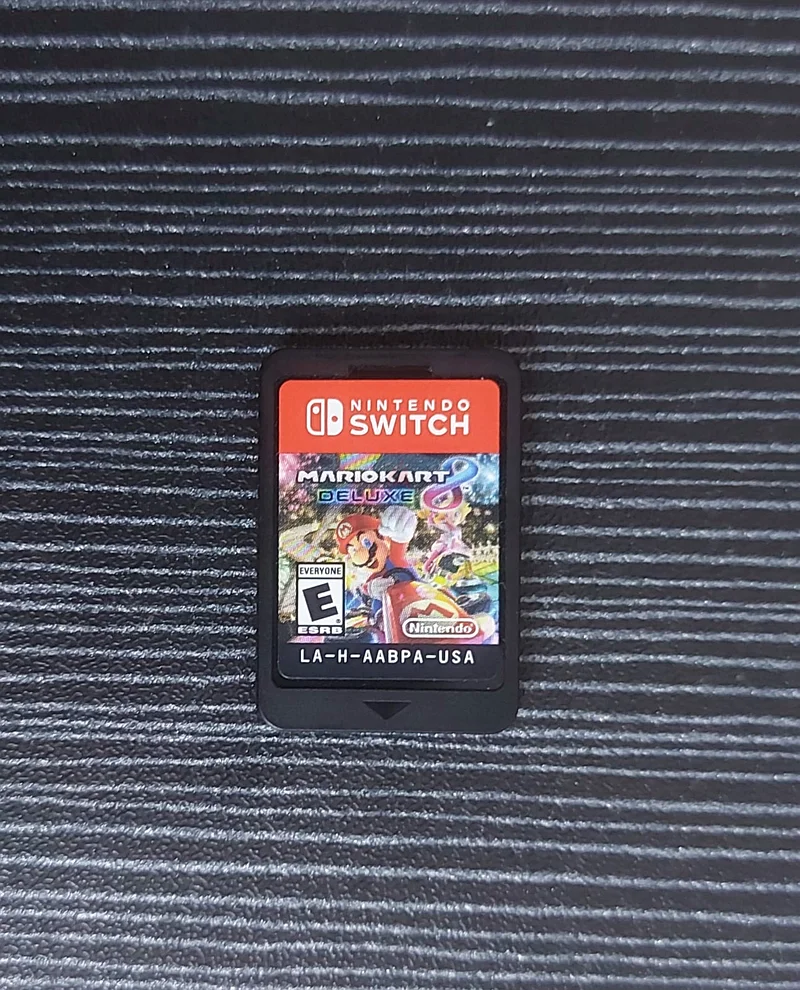 NINTENDO
SWITCH
MARIOKART 8
DELUXE
M
EVERYONE
E
ESRB
Nintendo
LA-H-AABPA-USA